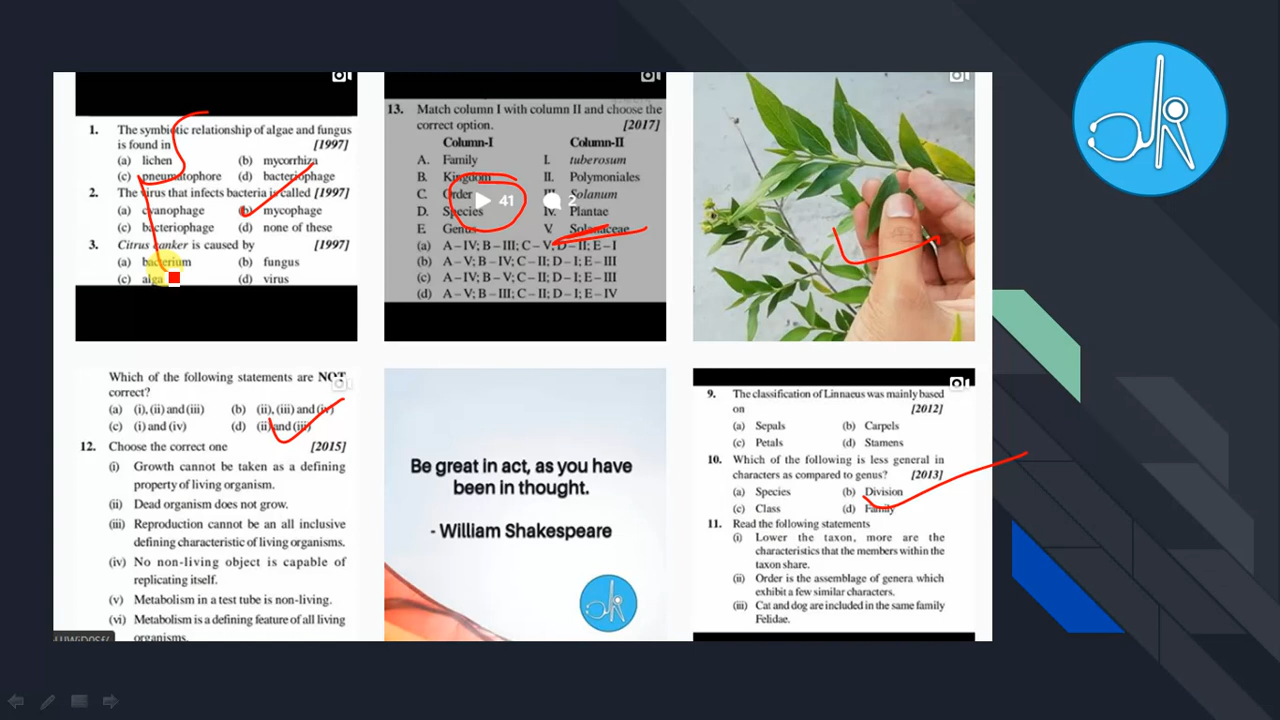 1. The symbiotic relationship of algae and fungus
is found in [1997]
(a) lichen (b) mycorrhiza
(c) pneumatophore (d) bacteriophage
2. The virus that infects bacteria is called [1997]
(a) cyanophage (b) mycophage
(c) bacteriophage (d) none of these
3. Citrus canker is caused by [1997]
(a) bacterium (b) fungus
(c) alga (d) virus
13. Match column I with column II and choose the
correct option. [2017]
Column-I Column-II
A. Family I. tuberosum
B. Kingdom II. Polymoniales
C. Order III. Solanum
D. Species IV. Plantae
E. Genus V. Solanaceae
41 2
(a) A – IV; B – III; C – V; D – II; E – I
(b) A – V; B – IV; C – II; D – I; E – III
(c) A – IV; B – V; C – II; D – I; E – III
(d) A – V; B – III; C – II; D – I; E – IV
Which of the following statements are NOT
correct?
(a) (i), (ii) and (iii) (b) (ii), (iii) and (iv)
(c) (i) and (iv) (d) (ii) and (iii)
12. Choose the correct one [2015]
(i) Growth cannot be taken as a defining
property of living organism.
(ii) Dead organism does not grow.
(iii) Reproduction cannot be an all inclusive
defining characteristic of living organisms.
(iv) No non-living object is capable of
replicating itself.
(v) Metabolism in a test tube is non-living.
(vi) Metabolism is a defining feature of all living
organisms.
Be great in act, as you have
been in thought.
- William Shakespeare
9. The classification of Linnaeus was mainly based
on [2012]
(a) Sepals (b) Carpels
(c) Petals (d) Stamens
10. Which of the following is less general in
characters as compared to genus? [2013]
(a) Species (b) Division
(c) Class (d) Family
11. Read the following statements
(i) Lower the taxon, more are the
characteristics that the members within the
taxon share.
(ii) Order is the assemblage of genera which
exhibit a few similar characters.
(iii) Cat and dog are included in the same family
Felidae.